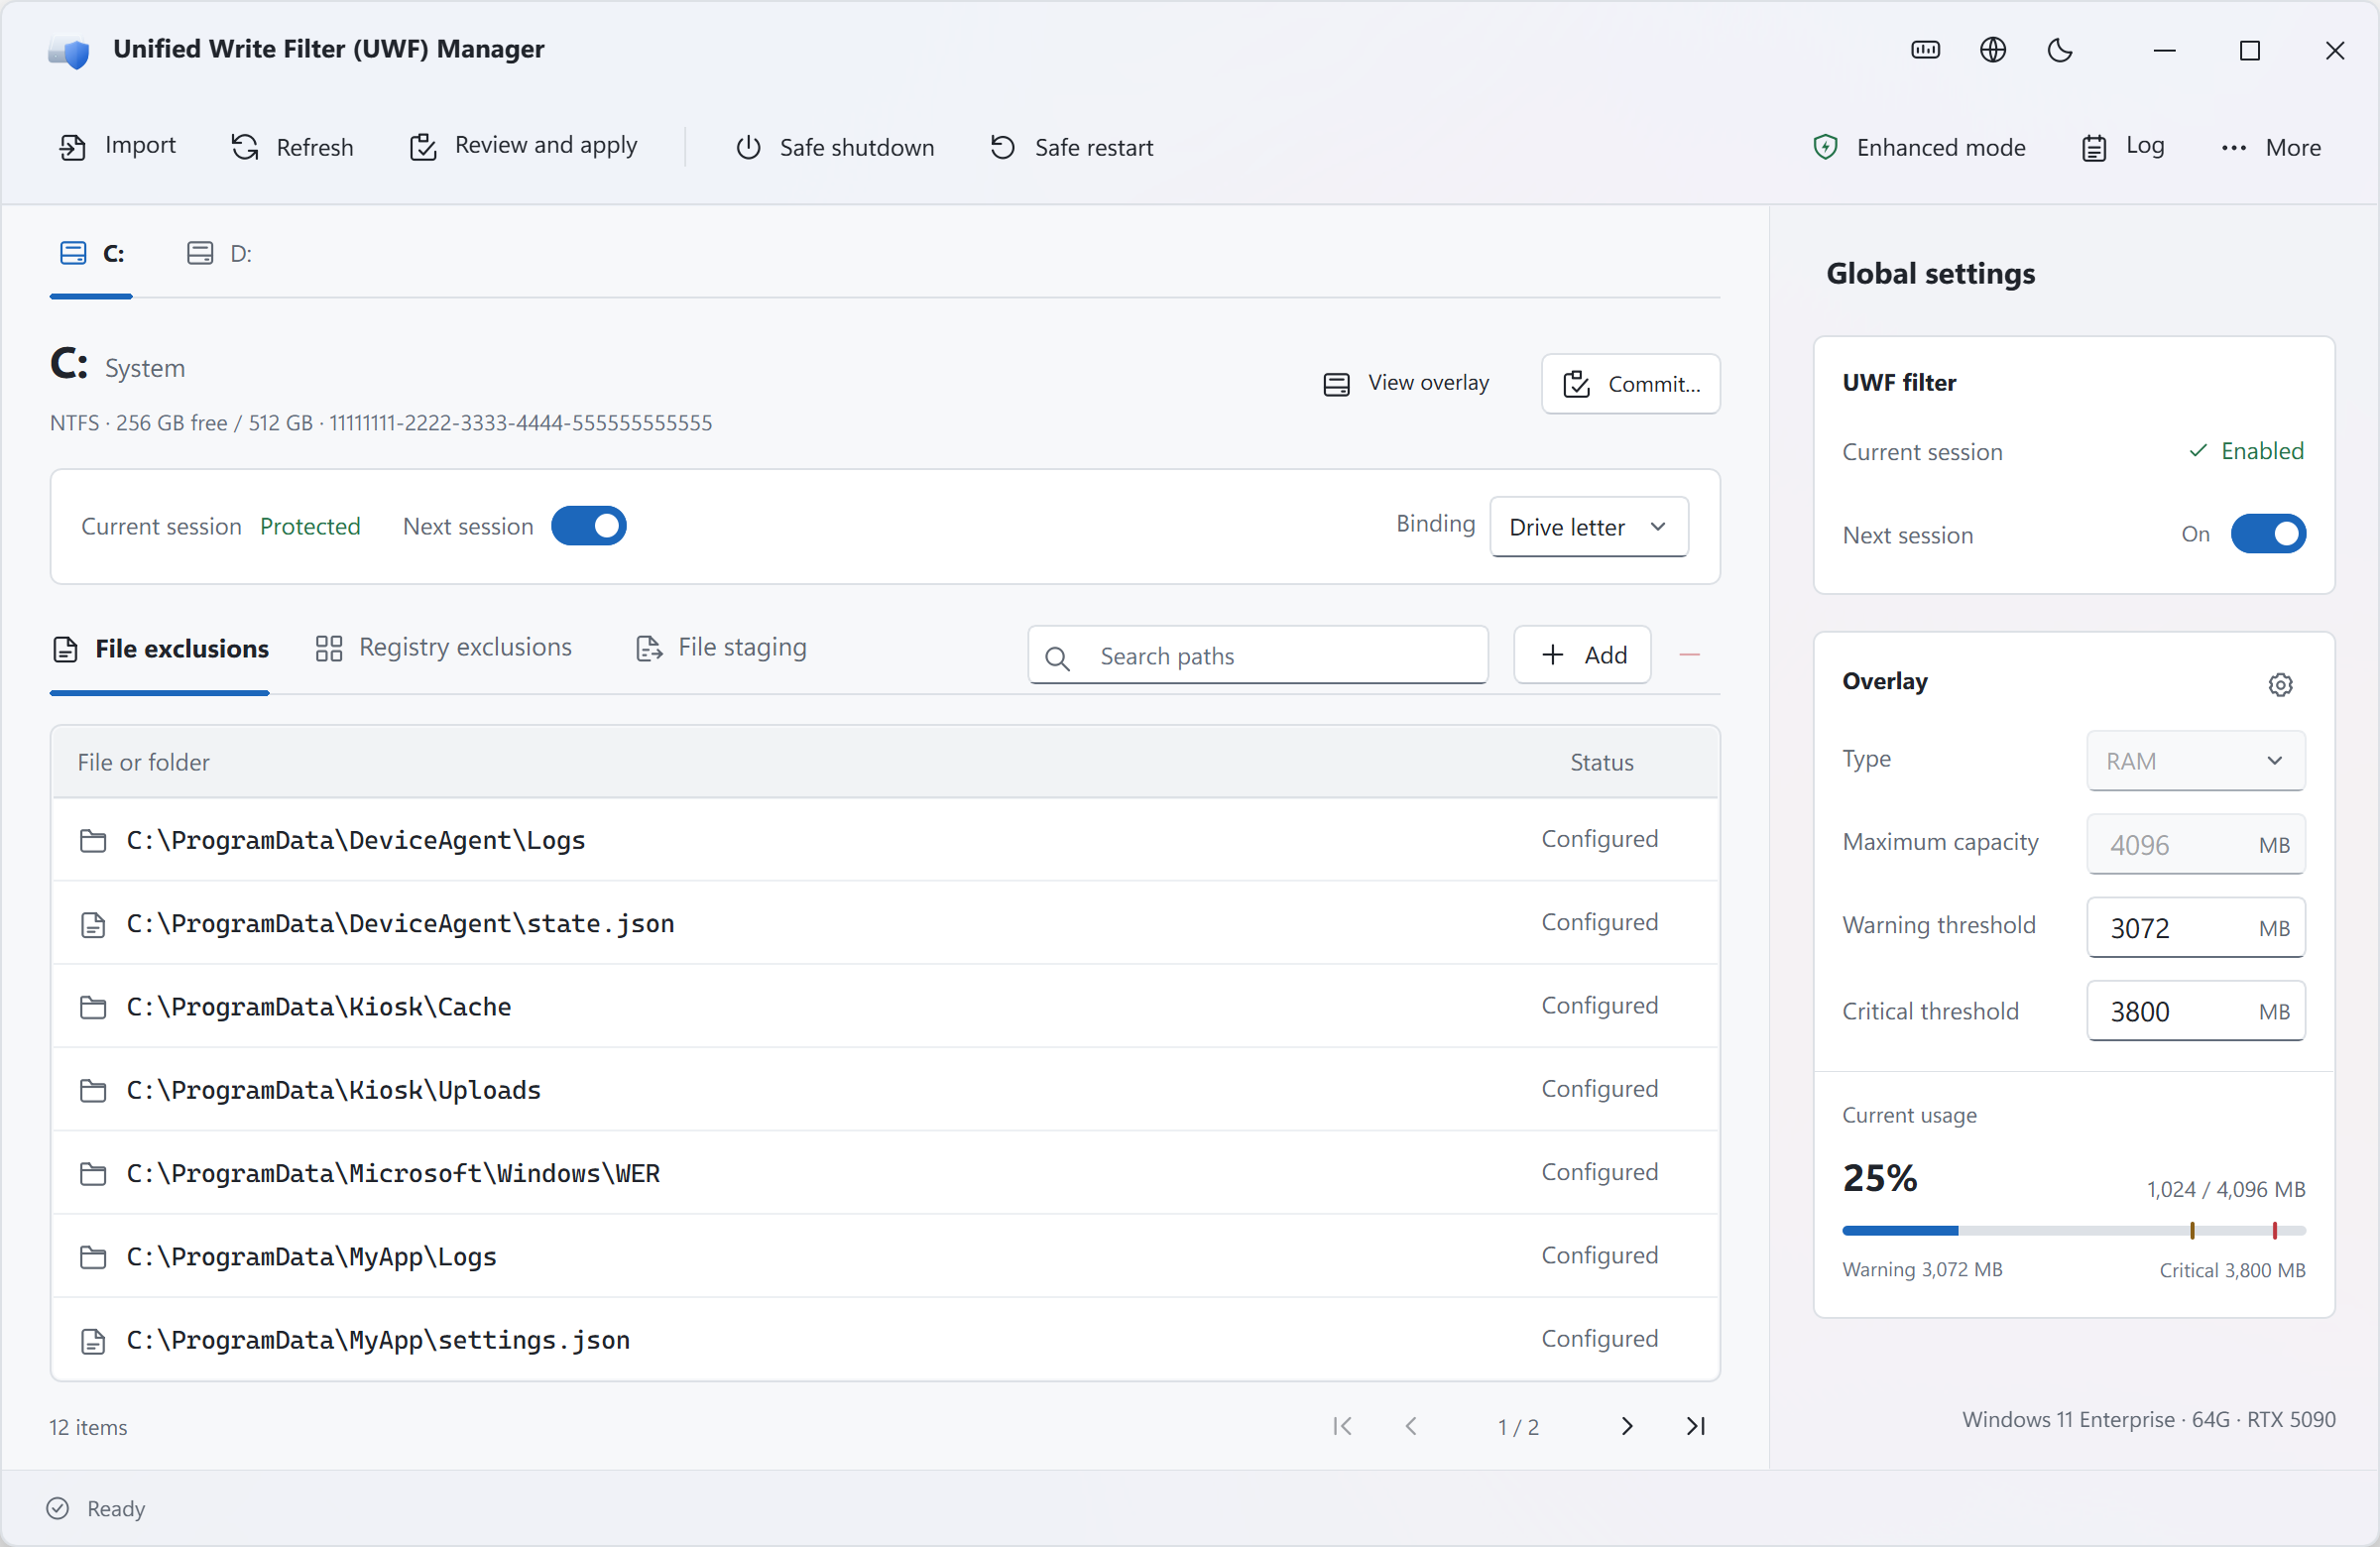 Unified Write Filter (UWF) Manager
Import Refresh Review and apply Safe shutdown Safe restart Enhanced mode Log More
C: D:
C: System
View overlay Commit...
NTFS · 256 GB free / 512 GB · 11111111-2222-3333-4444-555555555555
Current session Protected Next session Binding Drive letter
File exclusions Registry exclusions File staging Search paths Add
File or folder Status
C:\ProgramData\DeviceAgent\Logs Configured
C:\ProgramData\DeviceAgent\state.json Configured
C:\ProgramData\Kiosk\Cache Configured
C:\ProgramData\Kiosk\Uploads Configured
C:\ProgramData\Microsoft\Windows\WER Configured
C:\ProgramData\MyApp\Logs Configured
C:\ProgramData\MyApp\settings.json Configured
12 items 1 / 2
Global settings
UWF filter
Current session Enabled
Next session On
Overlay
Type RAM
Maximum capacity 4096 MB
Warning threshold 3072 MB
Critical threshold 3800 MB
Current usage
25% 1,024 / 4,096 MB
Warning 3,072 MB Critical 3,800 MB
Windows 11 Enterprise · 64G · RTX 5090
Ready